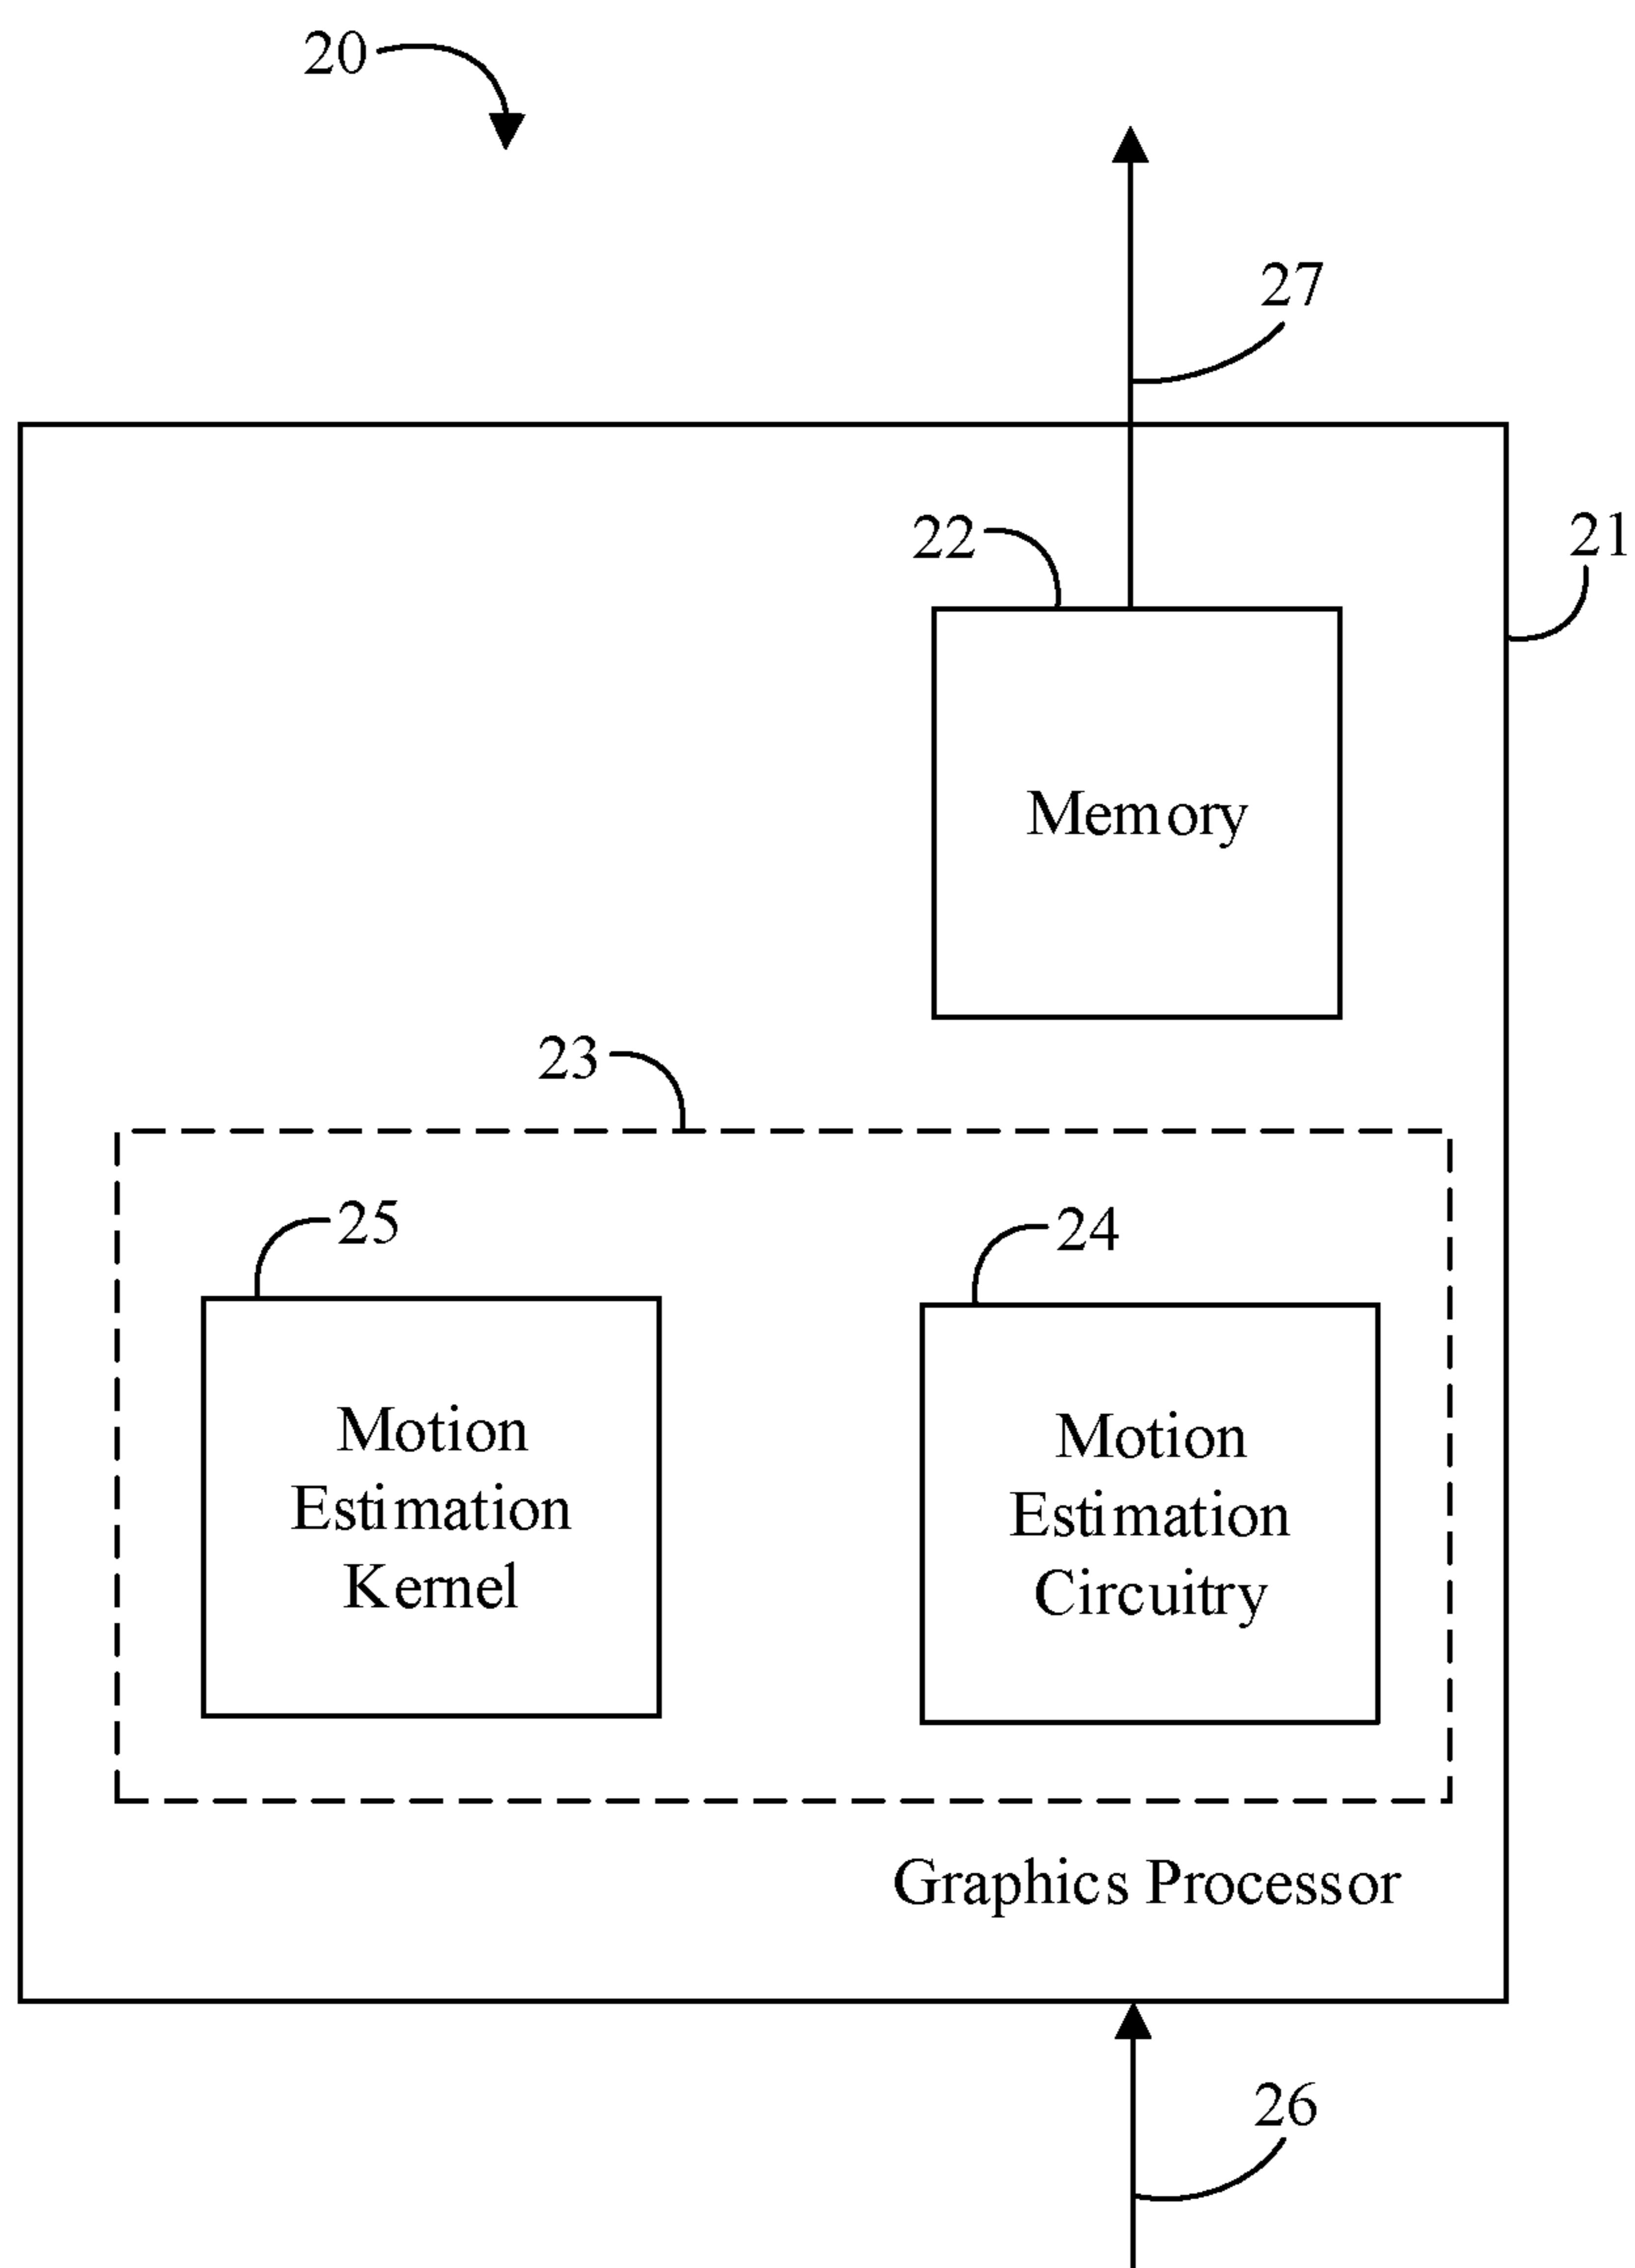 20
27
21
22
Memory
23
25
24
Motion
Estimation
Kernel
Motion
Estimation
Circuitry
Graphics Processor
26